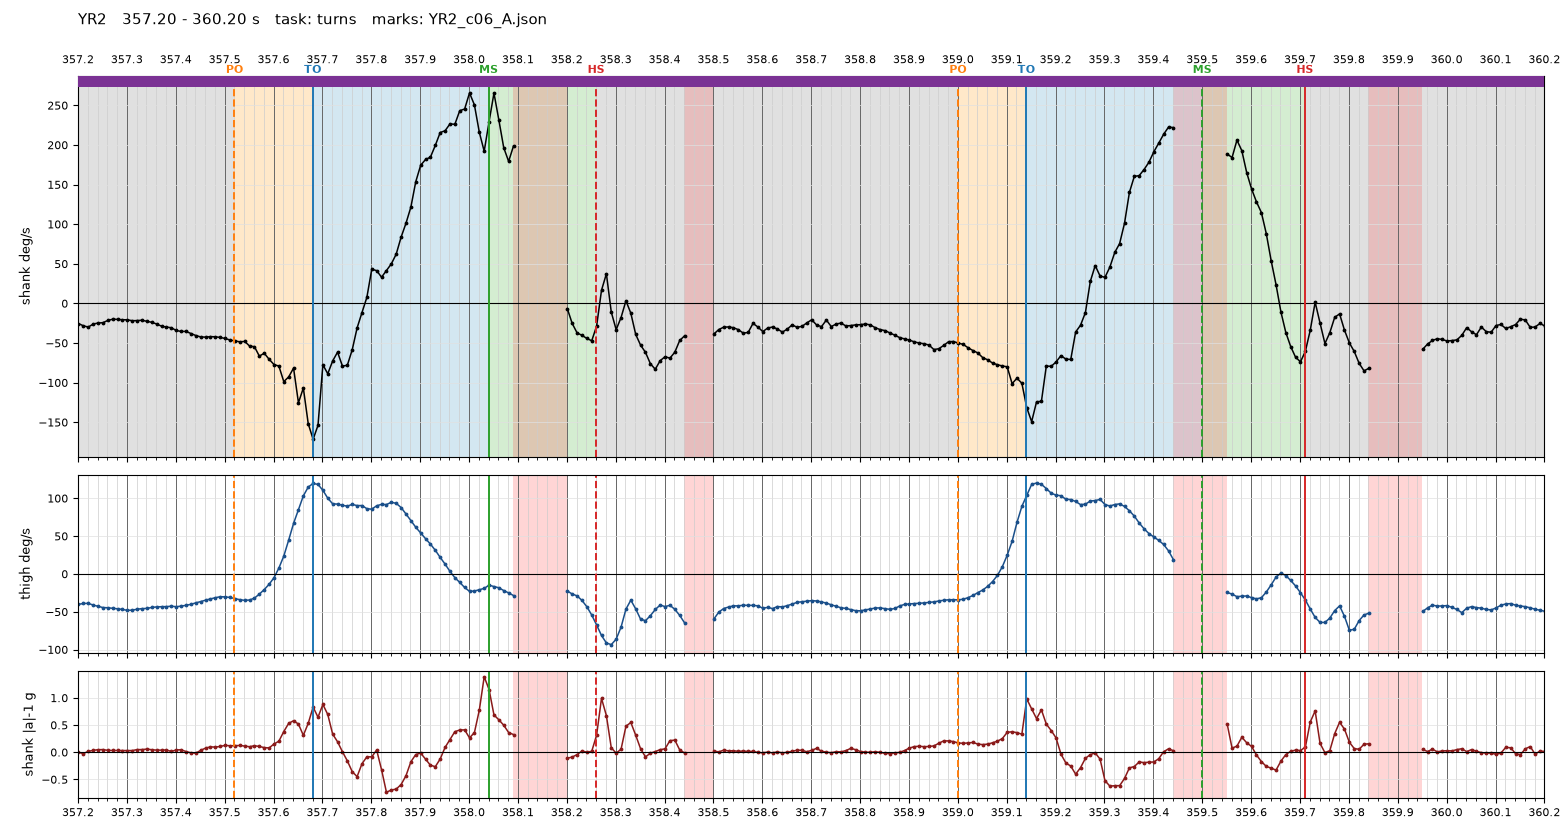 YR2   357.20 - 360.20 s   task: turns   marks: YR2_c06_A.json
357.2 357.3 357.4 357.5 357.6 357.7 357.8 357.9 358.0 358.1 358.2 358.3 358.4 358.5 358.6 358.7 358.8 358.9 359.0 359.1 359.2 359.3 359.4 359.5 359.6 359.7 359.8 359.9 360.0 360.1 360.2
PO TO MS HS PO TO MS HS
shank deg/s
250
200
150
100
50
0
−50
−100
−150
thigh deg/s
100
50
0
−50
−100
shank |a|-1 g
1.0
0.5
0.0
−0.5
357.2 357.3 357.4 357.5 357.6 357.7 357.8 357.9 358.0 358.1 358.2 358.3 358.4 358.5 358.6 358.7 358.8 358.9 359.0 359.1 359.2 359.3 359.4 359.5 359.6 359.7 359.8 359.9 360.0 360.1 360.2